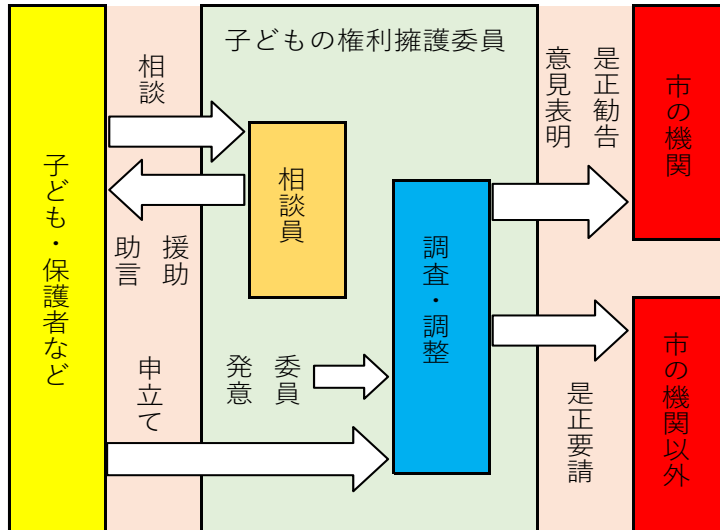 子どもの権利擁護委員
子ども・保護者など
相談
相談員
援助
助言
申立て
委員
発意
調査・調整
是正勧告
意見表明
是正要請
市の機関
市の機関以外